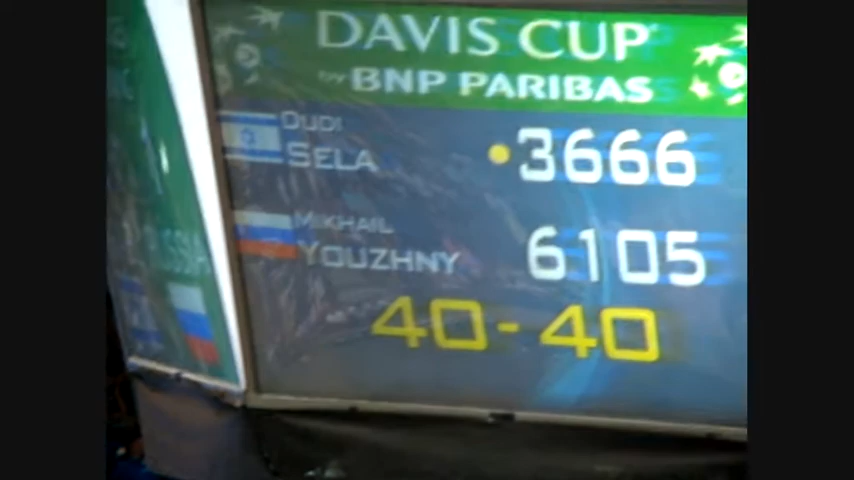 DAVIS CUP
by BNP PARIBAS
DUDI
SELA 3666
MIKHAIL
YOUZHNY 6105
40-40